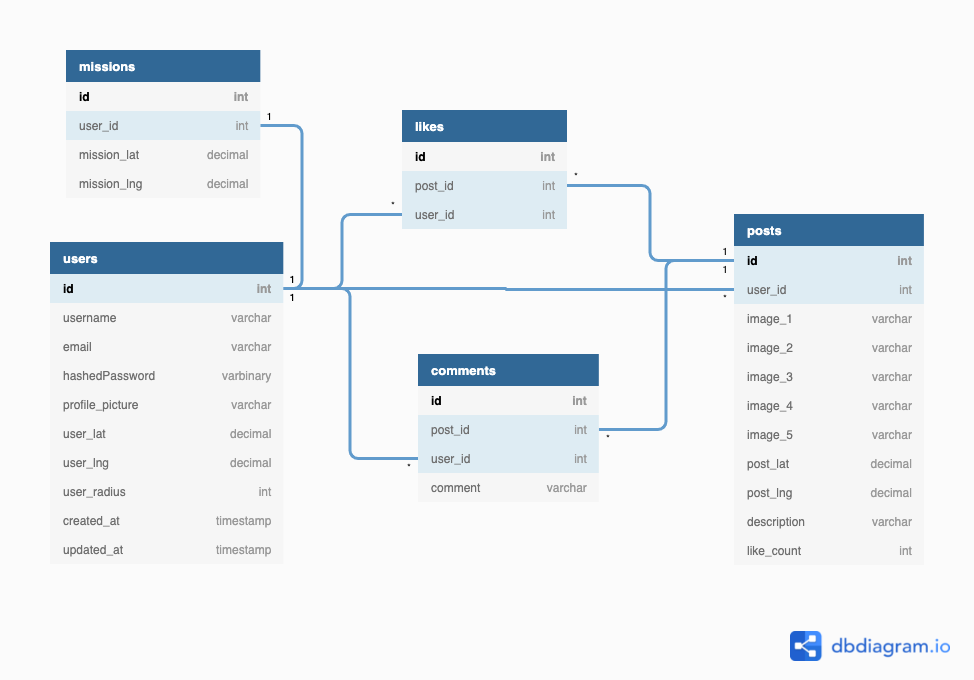 missions
id int
user_id int
mission_lat decimal
mission_lng decimal
1
users
id int
username varchar
email varchar
hashedPassword varbinary
profile_picture varchar
user_lat decimal
user_lng decimal
user_radius int
created_at timestamp
updated_at timestamp
1
1
likes
id int
post_id int
user_id int
*
*
comments
id int
post_id int
user_id int
comment varchar
*
*
posts
id int
user_id int
image_1 varchar
image_2 varchar
image_3 varchar
image_4 varchar
image_5 varchar
post_lat decimal
post_lng decimal
description varchar
like_count int
1
1
*
dbdiagram.io